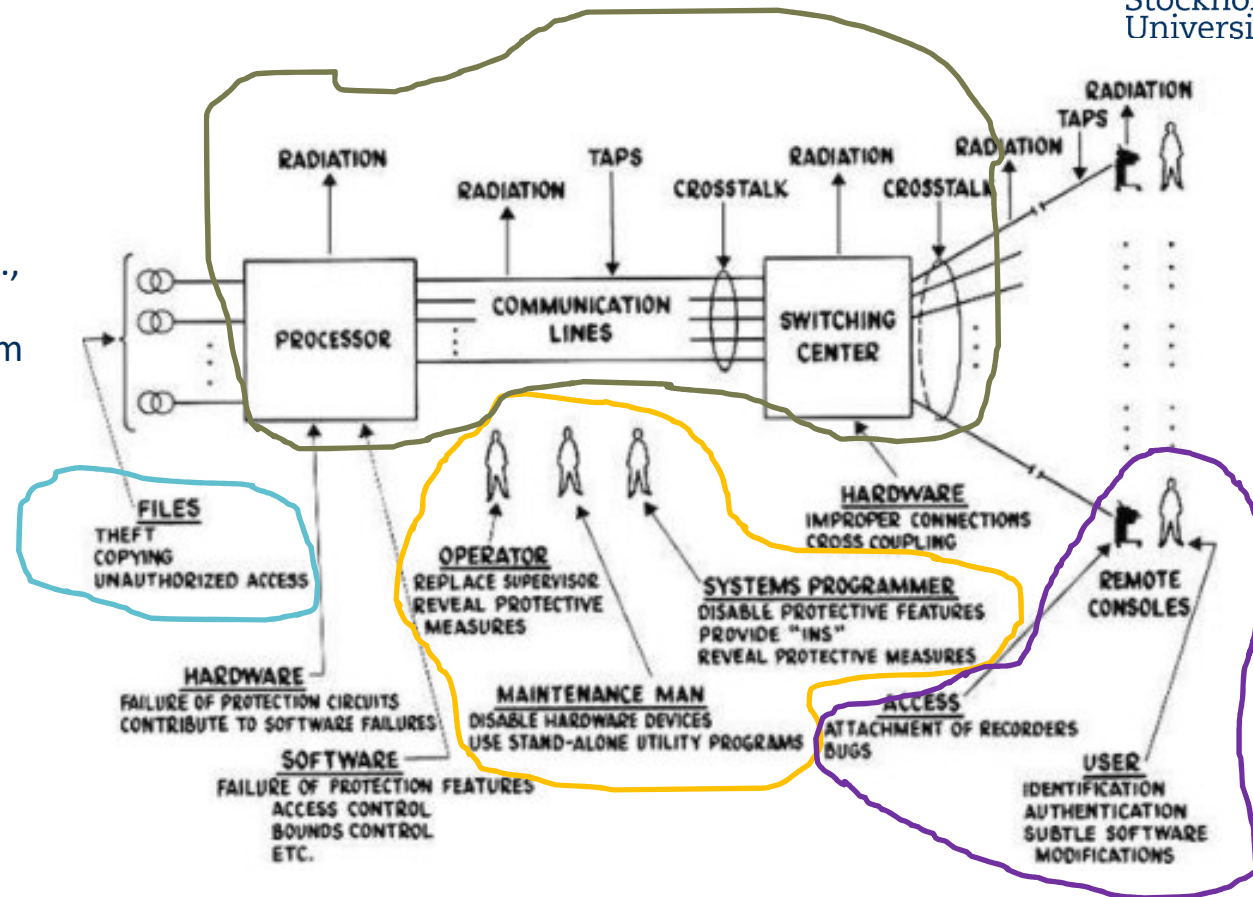 Stockho
Universi
.,
m
RADIATION
TAPS
RADIATION
TAPS
RADIATION
RADIATION
RADIATION
CROSSTALK
CROSSTALK
COMMUNICATION
LINES
PROCESSOR
SWITCHING
CENTER
FILES
THEFT
COPYING
UNAUTHORIZED ACCESS
OPERATOR
REPLACE SUPERVISOR
REVEAL PROTECTIVE
MEASURES
HARDWARE
IMPROPER CONNECTIONS
CROSS COUPLING
SYSTEMS PROGRAMMER
DISABLE PROTECTIVE FEATURES
PROVIDE "INS"
REVEAL PROTECTIVE MEASURES
REMOTE
CONSOLES
HARDWARE
FAILURE OF PROTECTION CIRCUITS
CONTRIBUTE TO SOFTWARE FAILURES
MAINTENANCE MAN
DISABLE HARDWARE DEVICES
USE STAND-ALONE UTILITY PROGRAMS
ACCESS
ATTACHMENT OF RECORDERS
BUGS
SOFTWARE
FAILURE OF PROTECTION FEATURES
ACCESS CONTROL
BOUNDS CONTROL
ETC.
USER
IDENTIFICATION
AUTHENTICATION
SUBTLE SOFTWARE
MODIFICATIONS